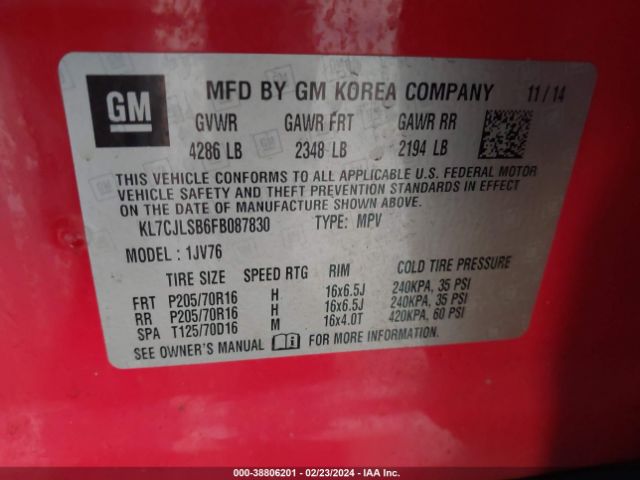 GM
MFD BY GM KOREA COMPANY 11/14
GVWR GAWR FRT GAWR RR
4286 LB 2348 LB 2194 LB
THIS VEHICLE CONFORMS TO ALL APPLICABLE U.S. FEDERAL MOTOR
VEHICLE SAFETY AND THEFT PREVENTION STANDARDS IN EFFECT
ON THE DATE OF MANUFACTURE SHOWN ABOVE.
KL7CJLSB6FB087830 TYPE: MPV
MODEL : 1JV76
TIRE SIZE SPEED RTG RIM COLD TIRE PRESSURE
FRT P205/70R16 H 16x6.5J 240KPA, 35 PSI
RR P205/70R16 H 16x6.5J 240KPA, 35 PSI
SPA T125/70D16 M 16x4.0T 420KPA, 60 PSI
SEE OWNER'S MANUAL FOR MORE INFORMATION
000-38806201 - 02/23/2024 - IAA Inc.